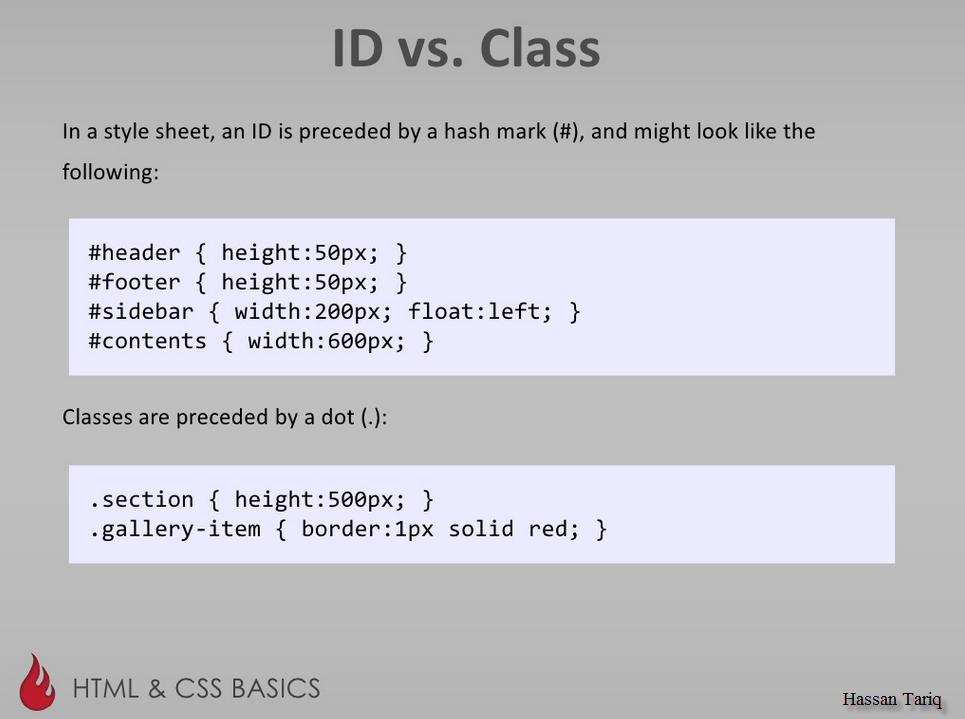 ID vs. Class
In a style sheet, an ID is preceded by a hash mark (#), and might look like the
following:
#header { height:50px; }
#footer { height:50px; }
#sidebar { width:200px; float:left; }
#contents { width:600px; }
Classes are preceded by a dot (.):
.section { height:500px; }
.gallery-item { border:1px solid red; }
HTML & CSS BASICS
Hassan Tariq